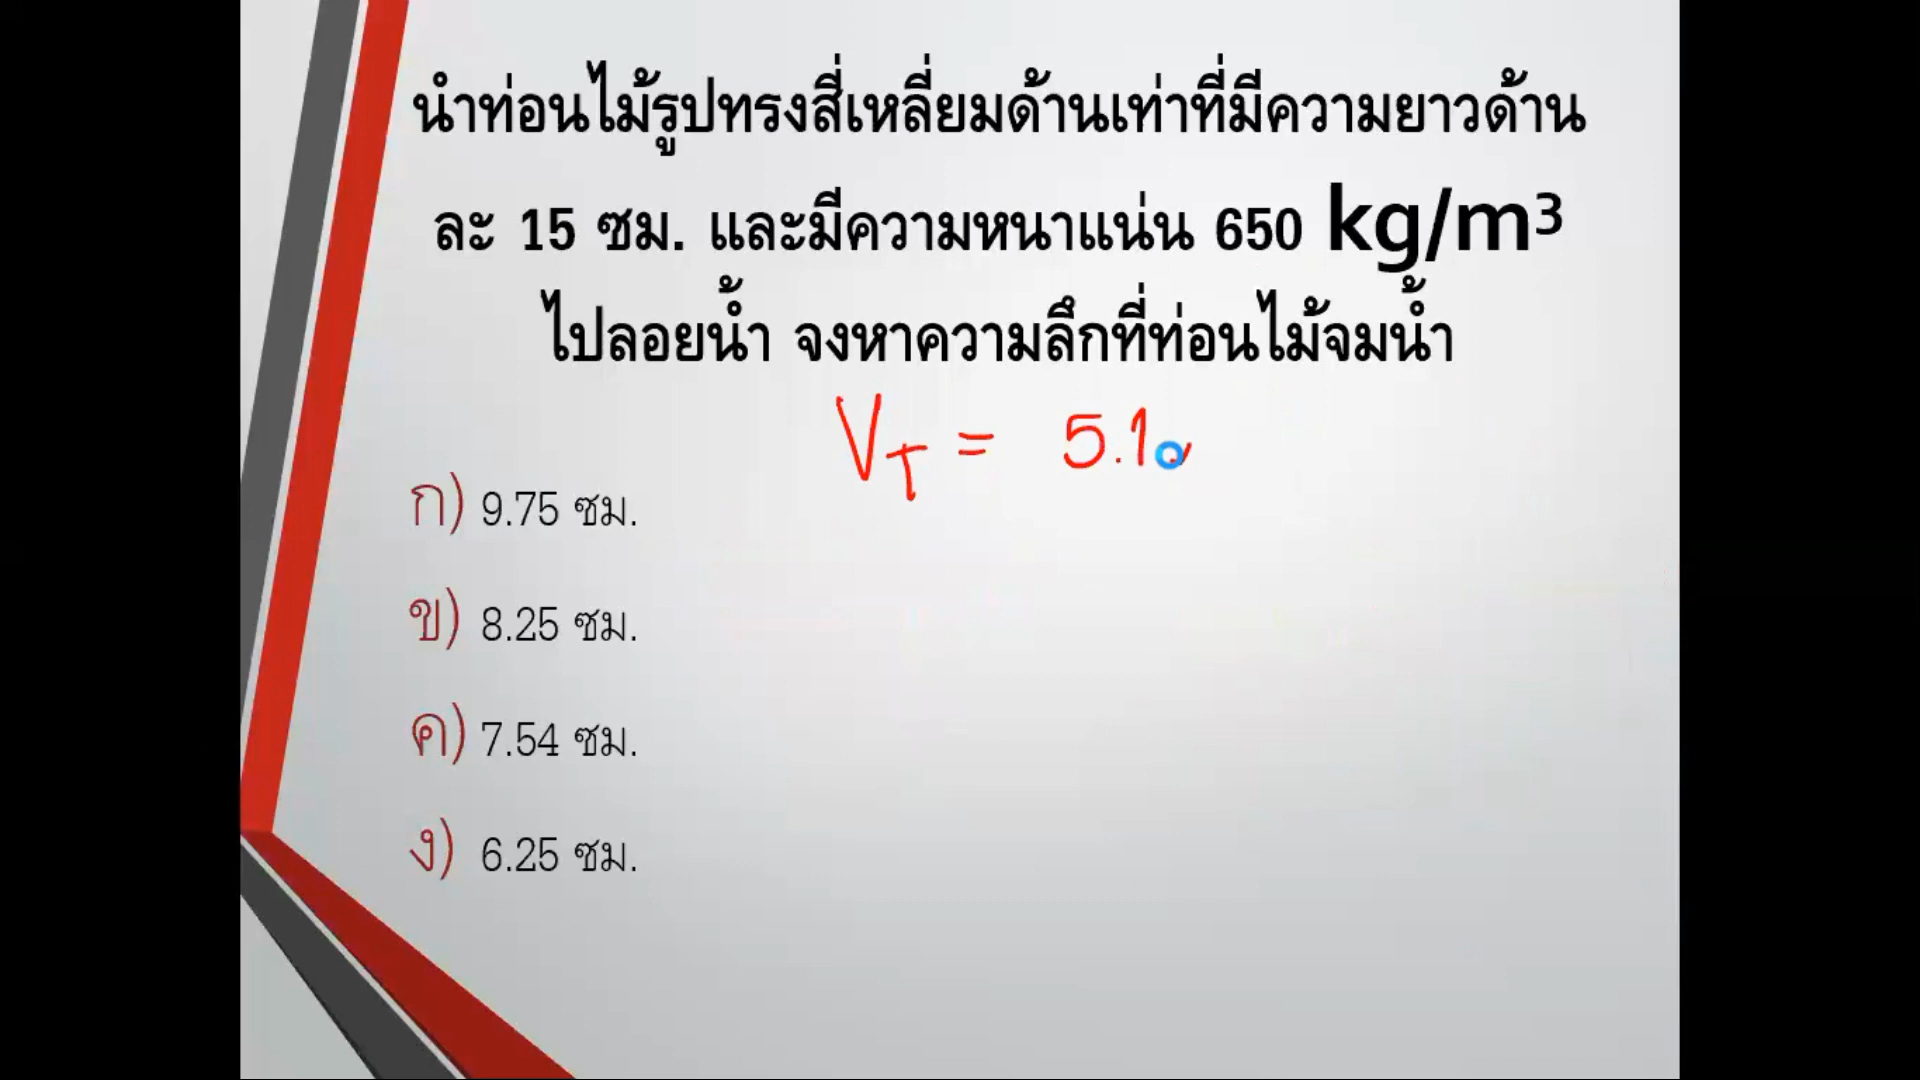 นำท่อนไม้รูปทรงสี่เหลี่ยมด้านเท่าที่มีความยาวด้าน
ละ 15 ซม. และมีความหนาแน่น 650 kg/m³
ไปลอยน้ำ จงหาความลึกที่ท่อนไม้จมน้ำ
V_T = 5.1
ก) 9.75 ซม.
ข) 8.25 ซม.
ค) 7.54 ซม.
ง) 6.25 ซม.